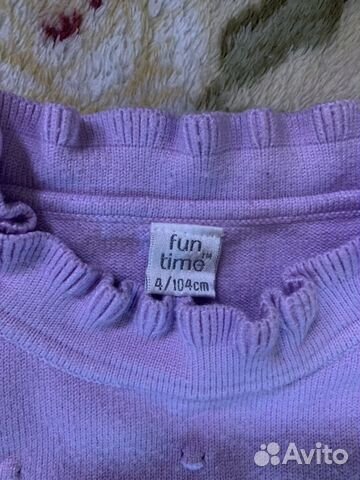 fun
time™
4/104cm
Avito